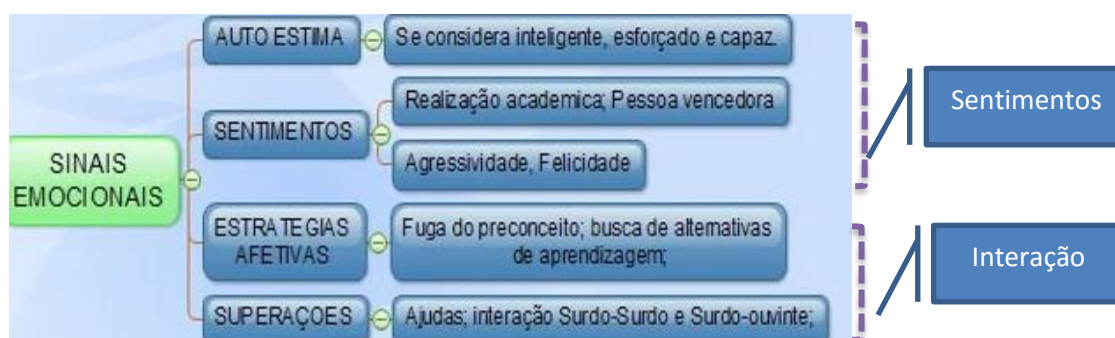 AUTO ESTIMA
Se considera inteligente, esforçado e capaz.
Realização academica; Pessoa vencedora
SENTIMENTOS
Agressividade, Felicidade
SINAIS
EMOCIONAIS
ESTRATEGIAS
AFETIVAS
Fuga do preconceito; busca de alternativas
de aprendizagem;
SUPERAÇOES
Ajudas; interação Surdo-Surdo e Surdo-ouvinte;
Sentimentos
Interação